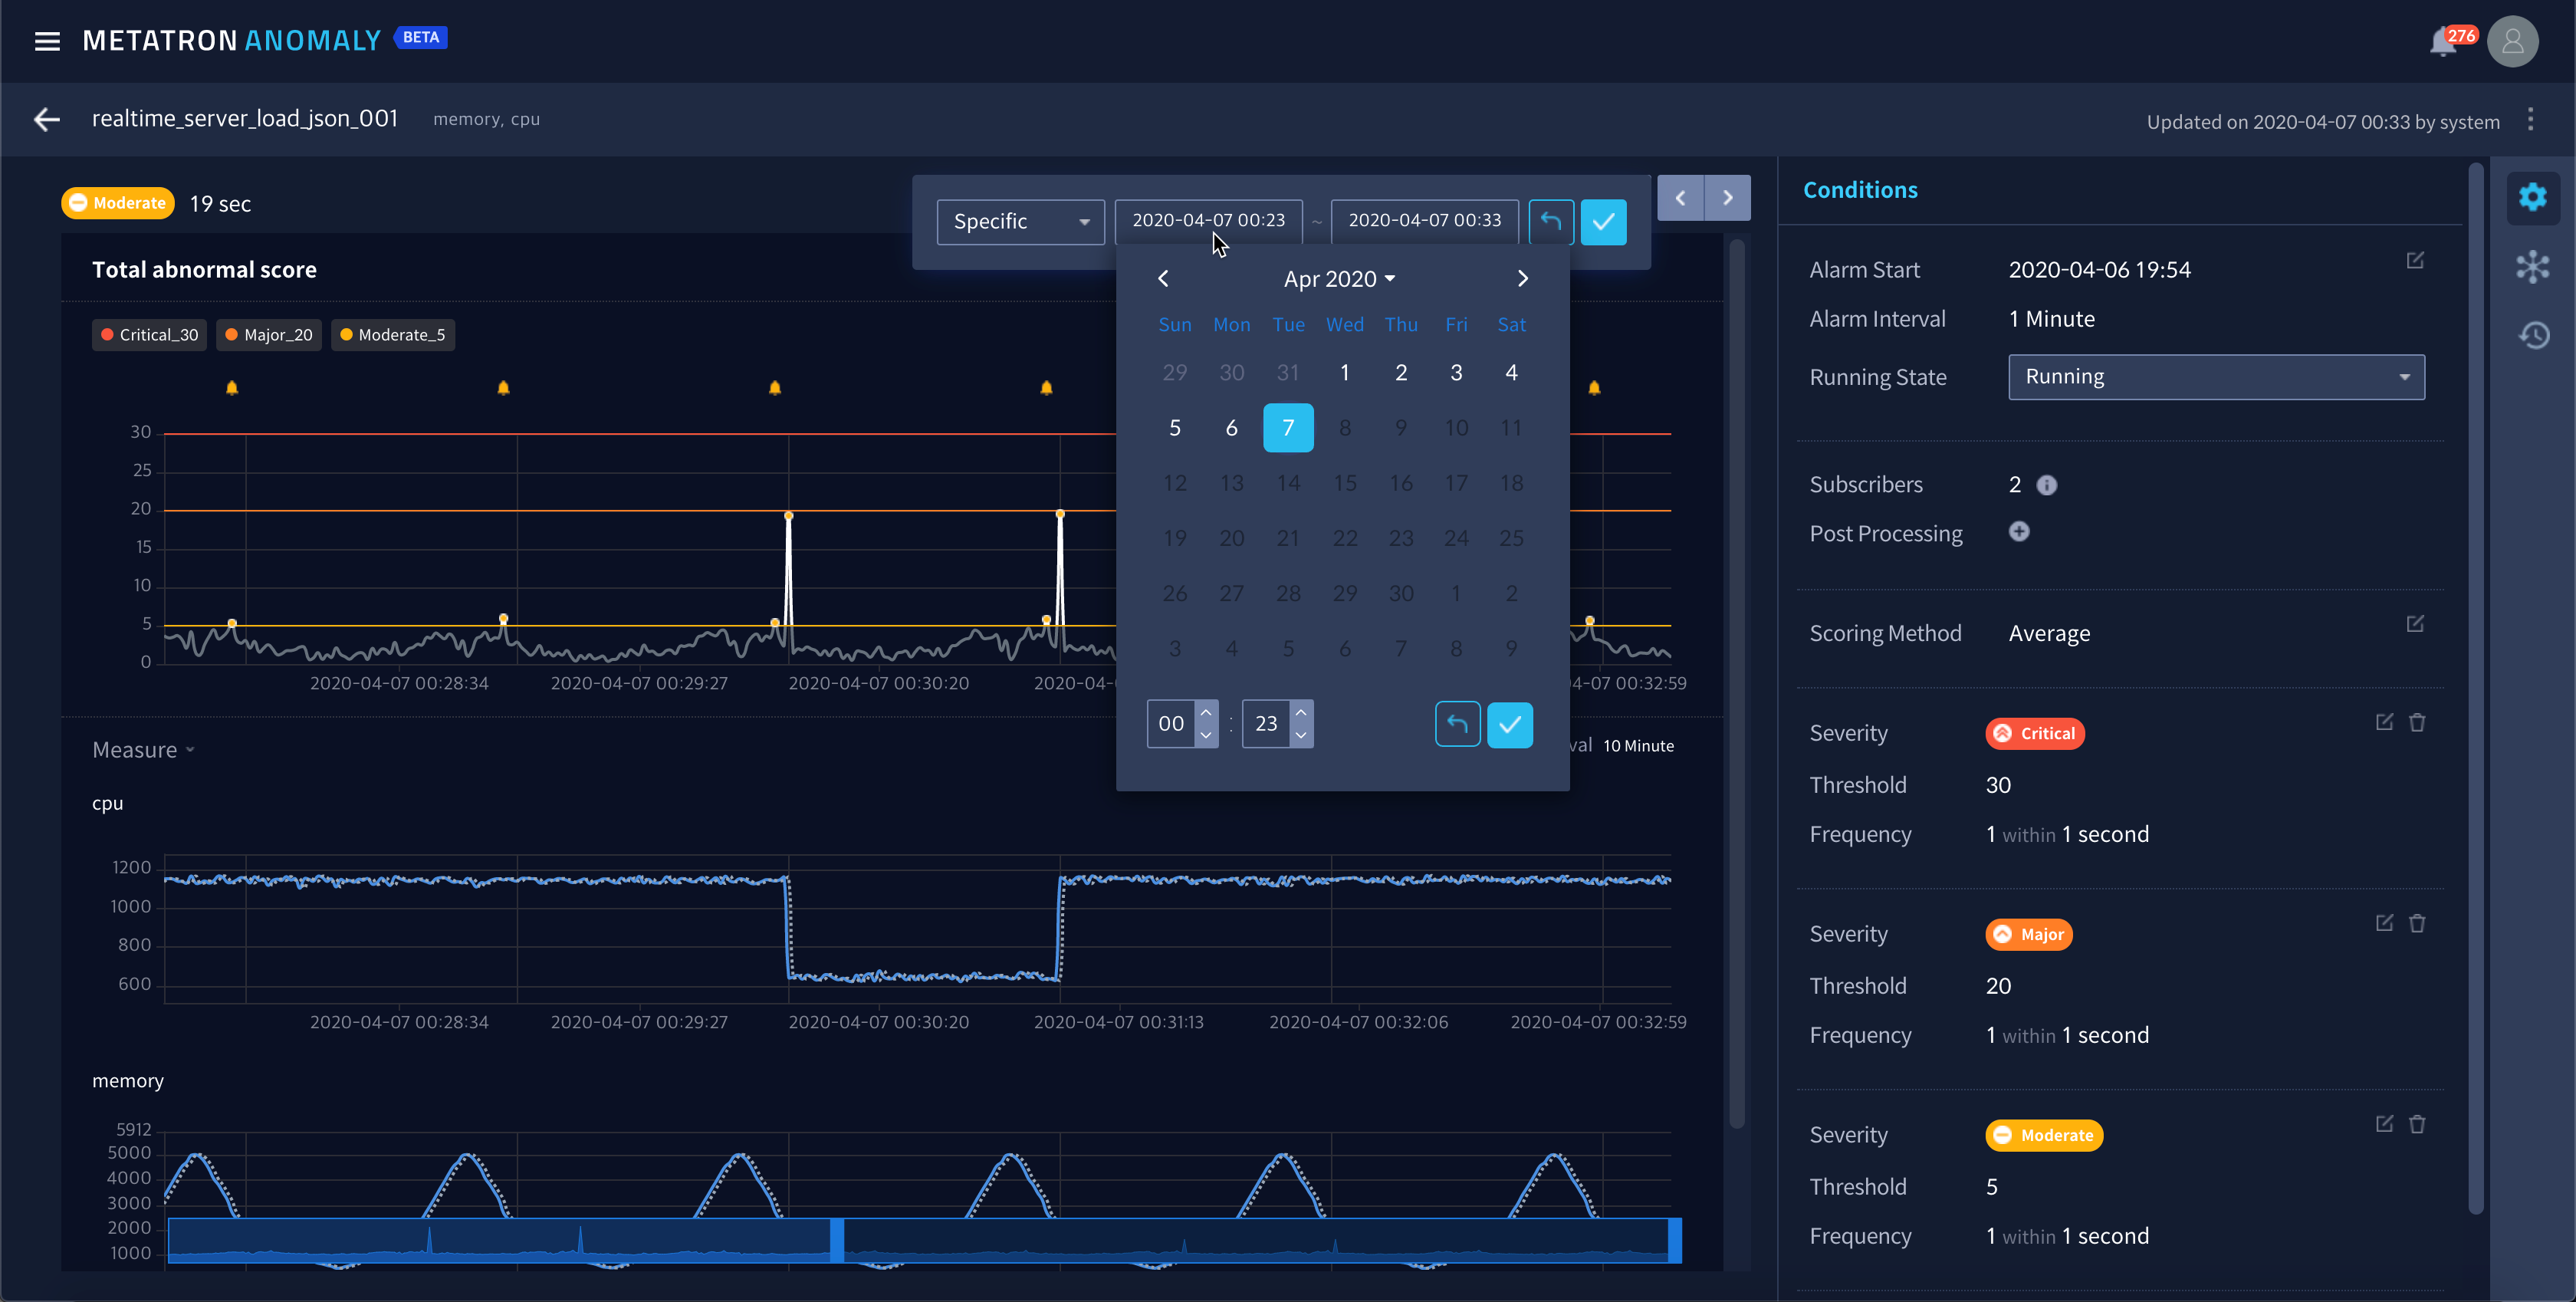 METATRON ANOMALY BETA
276
realtime_server_load_json_001 memory, cpu
Updated on 2020-04-07 00:33 by system
Moderate 19 sec
Specific 2020-04-07 00:23 ~ 2020-04-07 00:33
Total abnormal score
Critical_30 Major_20 Moderate_5
30
25
20
15
10
5
0
2020-04-07 00:28:34 2020-04-07 00:29:27 2020-04-07 00:30:20 2020-04- 4-07 00:32:59
Apr 2020
Sun Mon Tue Wed Thu Fri Sat
29 30 31 1 2 3 4
5 6 7 8 9 10 11
12 13 14 15 16 17 18
19 20 21 22 23 24 25
26 27 28 29 30 1 2
3 4 5 6 7 8 9
00 : 23
Measure
val 10 Minute
cpu
1200
1000
800
600
2020-04-07 00:28:34 2020-04-07 00:29:27 2020-04-07 00:30:20 2020-04-07 00:31:13 2020-04-07 00:32:06 2020-04-07 00:32:59
memory
5912
5000
4000
3000
2000
1000
Conditions
Alarm Start 2020-04-06 19:54
Alarm Interval 1 Minute
Running State Running
Subscribers 2
Post Processing
Scoring Method Average
Severity Critical
Threshold 30
Frequency 1 within 1 second
Severity Major
Threshold 20
Frequency 1 within 1 second
Severity Moderate
Threshold 5
Frequency 1 within 1 second